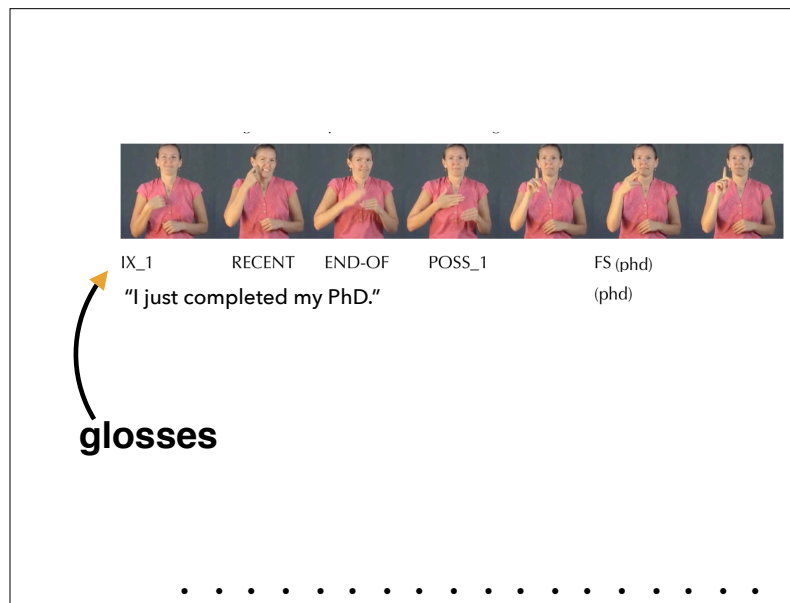 IX_1 RECENT END-OF POSS_1 FS (phd)
"I just completed my PhD." (phd)
glosses